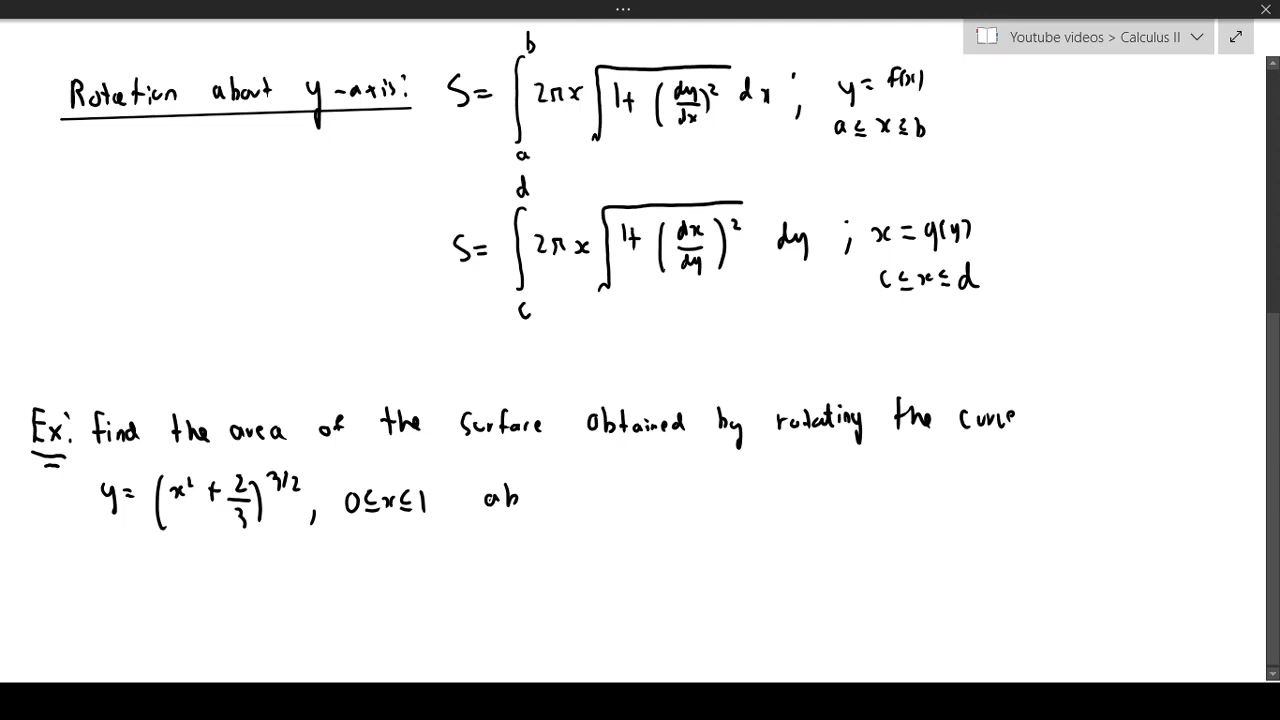 ...
Youtube videos > Calculus II
Rotation about y-axis: S = ∫_a^b 2πx √(1+(dy/dx)²) dx ; y = f(x)
a ≤ x ≤ b
S = ∫_c^d 2πx √(1+(dx/dy)²) dy ; x = g(y)
c ≤ x ≤ d
Ex: find the area of the surface obtained by rotating the curve
y = (x² + 2/3)^{3/2}, 0≤x≤1 ab